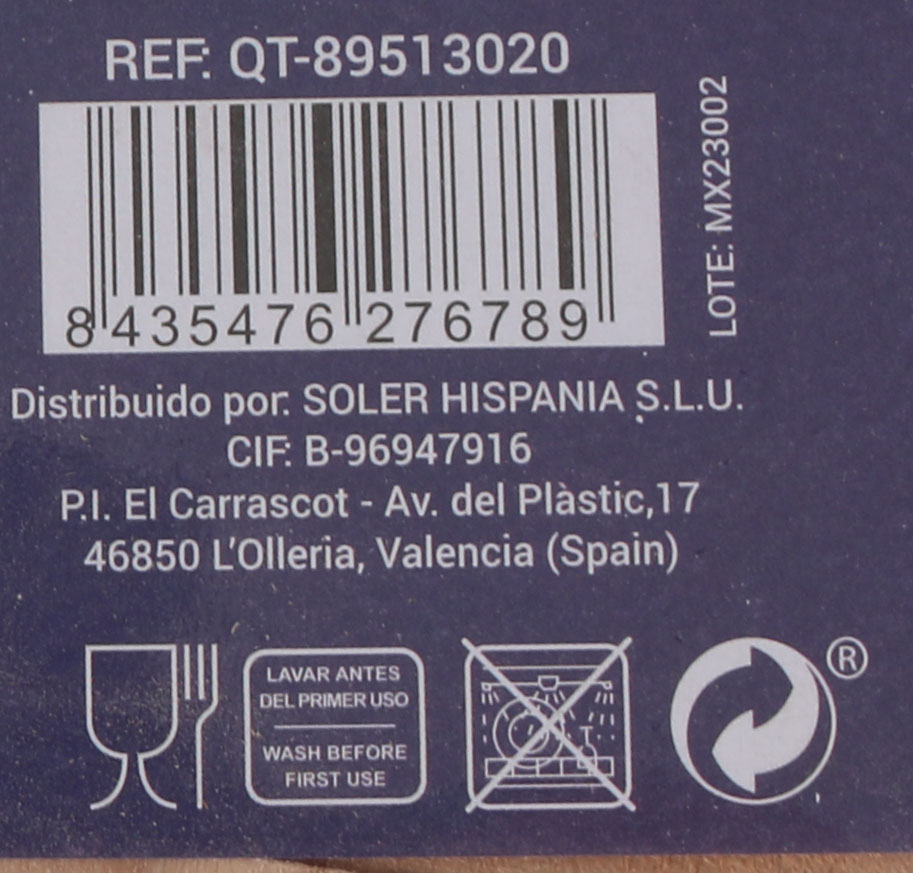 REF: QT-89513020
8 435476 276789
LOTE: MX23002
Distribuido por: SOLER HISPANIA S.L.U.
CIF: B-96947916
P.I. El Carrascot - Av. del Plàstic,17
46850 L'Olleria, Valencia (Spain)
LAVAR ANTES
DEL PRIMER USO
WASH BEFORE
FIRST USE
®